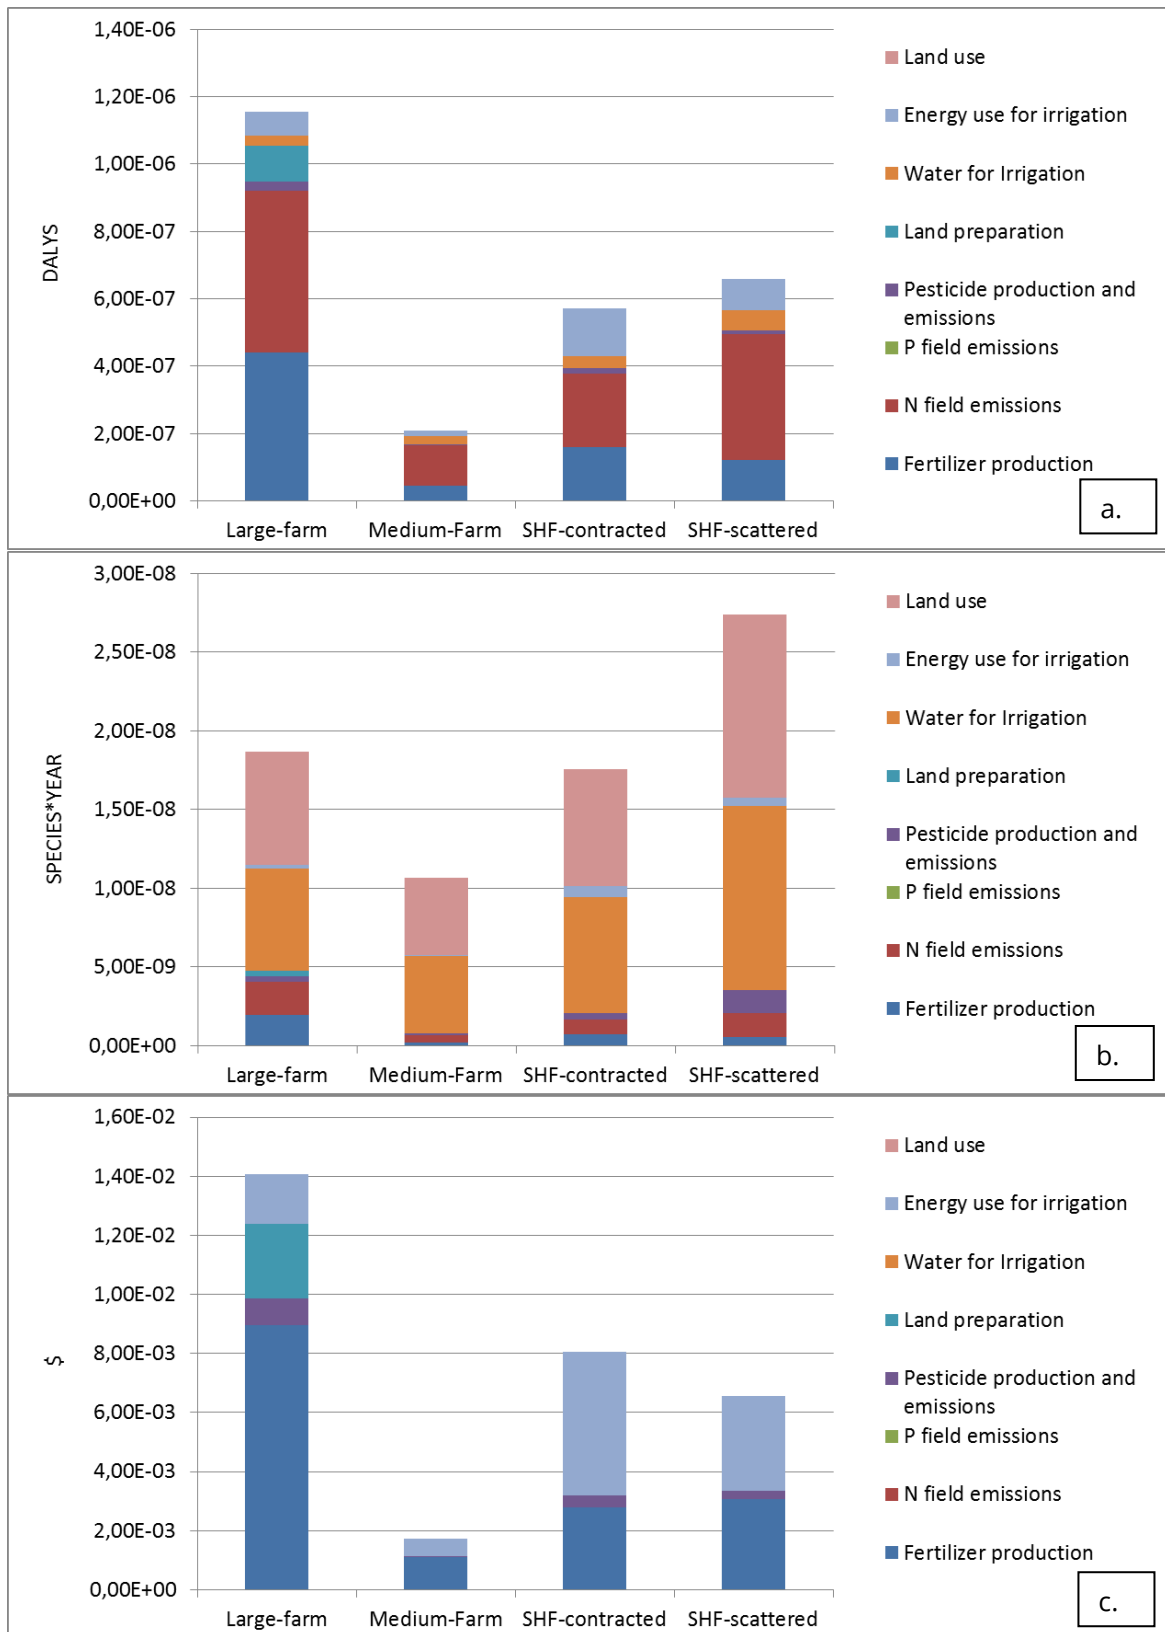 1,40E-06
1,20E-06
1,00E-06
8,00E-07
6,00E-07
4,00E-07
2,00E-07
0,00E+00
DALYS
Large-farm Medium-Farm SHF-contracted SHF-scattered
Land use
Energy use for irrigation
Water for Irrigation
Land preparation
Pesticide production and
emissions
P field emissions
N field emissions
Fertilizer production
a.
3,00E-08
2,50E-08
2,00E-08
1,50E-08
1,00E-08
5,00E-09
0,00E+00
SPECIES*YEAR
Large-farm Medium-Farm SHF-contracted SHF-scattered
Land use
Energy use for irrigation
Water for Irrigation
Land preparation
Pesticide production and
emissions
P field emissions
N field emissions
Fertilizer production
b.
1,60E-02
1,40E-02
1,20E-02
1,00E-02
8,00E-03
6,00E-03
4,00E-03
2,00E-03
0,00E+00
$
Large-farm Medium-Farm SHF-contracted SHF-scattered
Land use
Energy use for irrigation
Water for Irrigation
Land preparation
Pesticide production and
emissions
P field emissions
N field emissions
Fertilizer production
c.